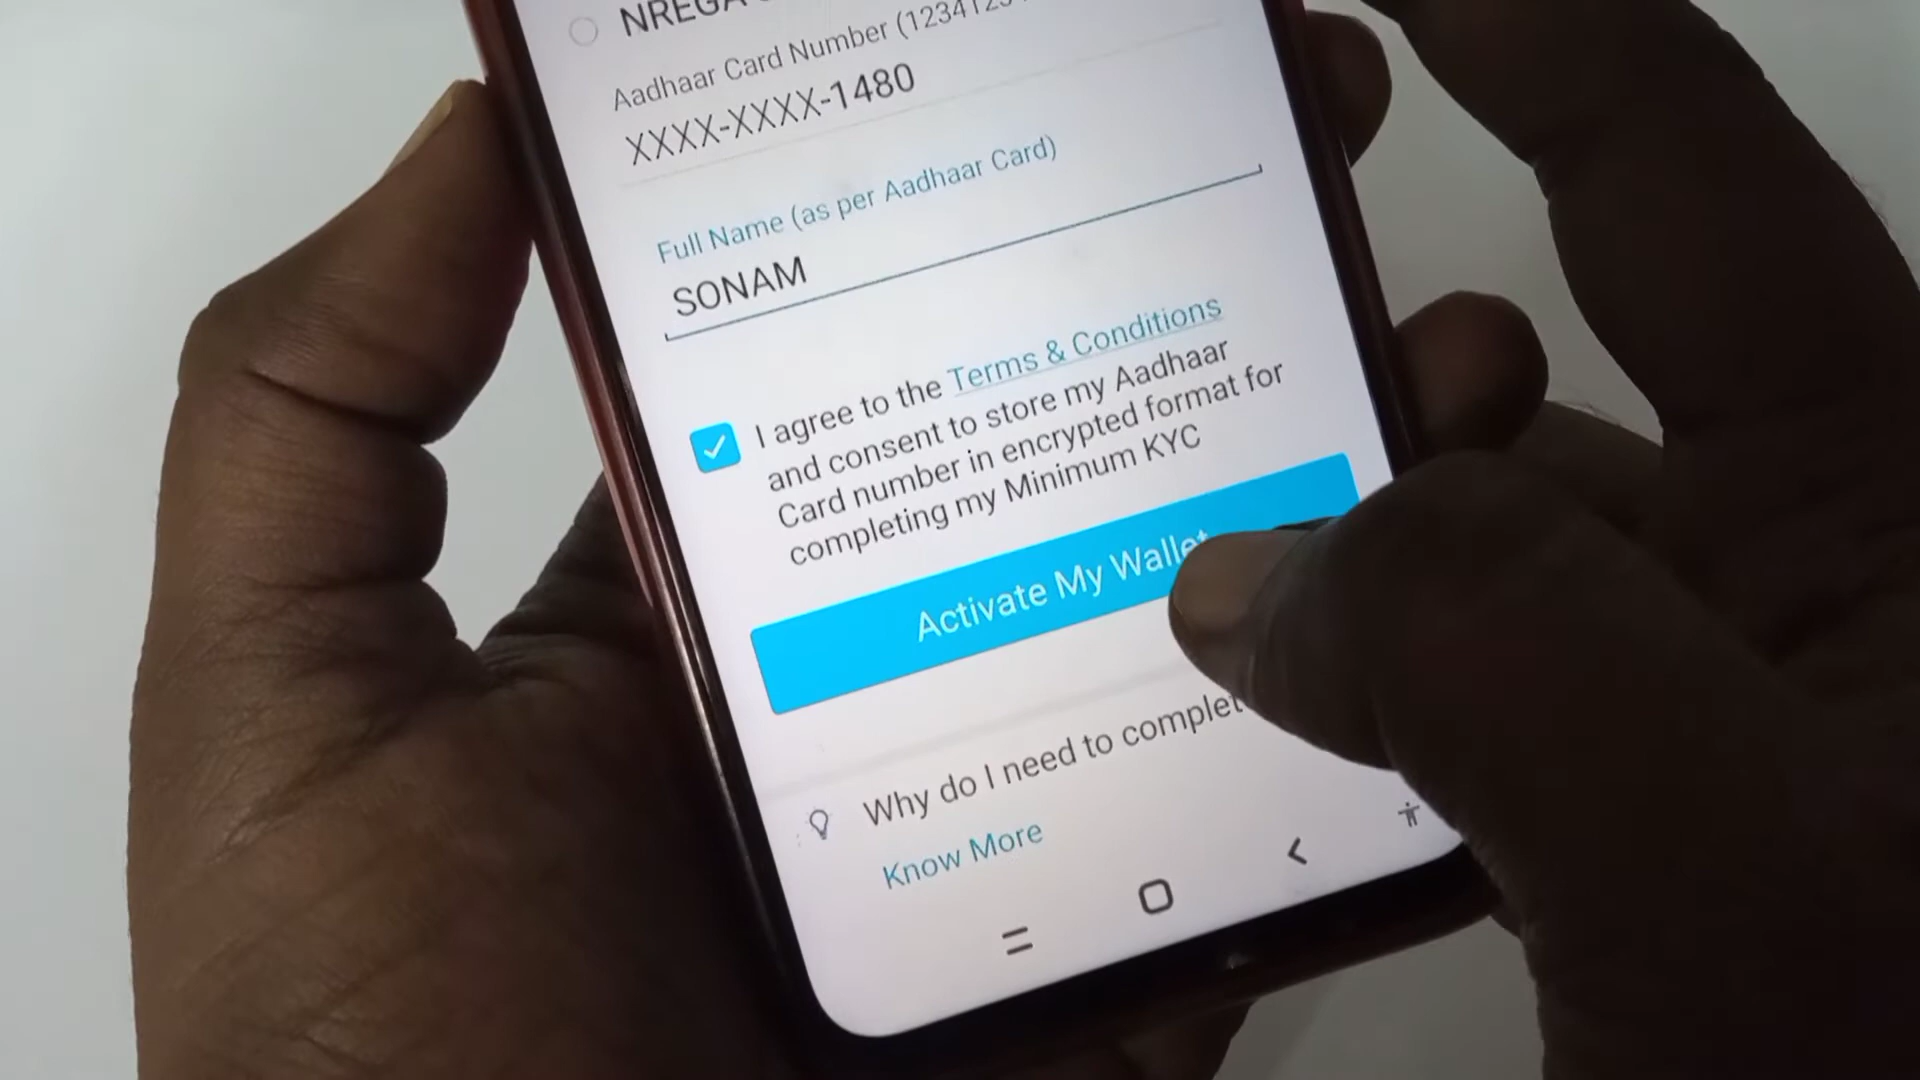 NREGA
Aadhaar Card Number (1234123
XXXX-XXXX-1480
Full Name (as per Aadhaar Card)
SONAM
I agree to the Terms & Conditions
and consent to store my Aadhaar
Card number in encrypted format for
completing my Minimum KYC
Activate My Wallet
Why do I need to complet
Know More